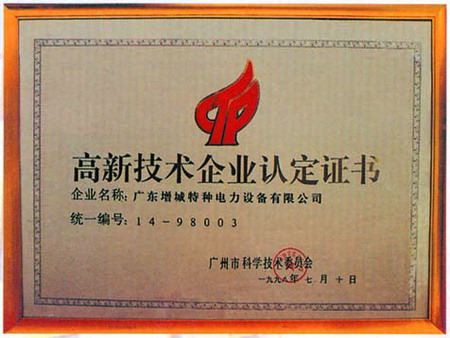 高新技术企业认定证书
企业名称：广东增城特种电力设备有限公司
统一编号：14-98003
广州市科学技术委员会
一九九八年七月十日